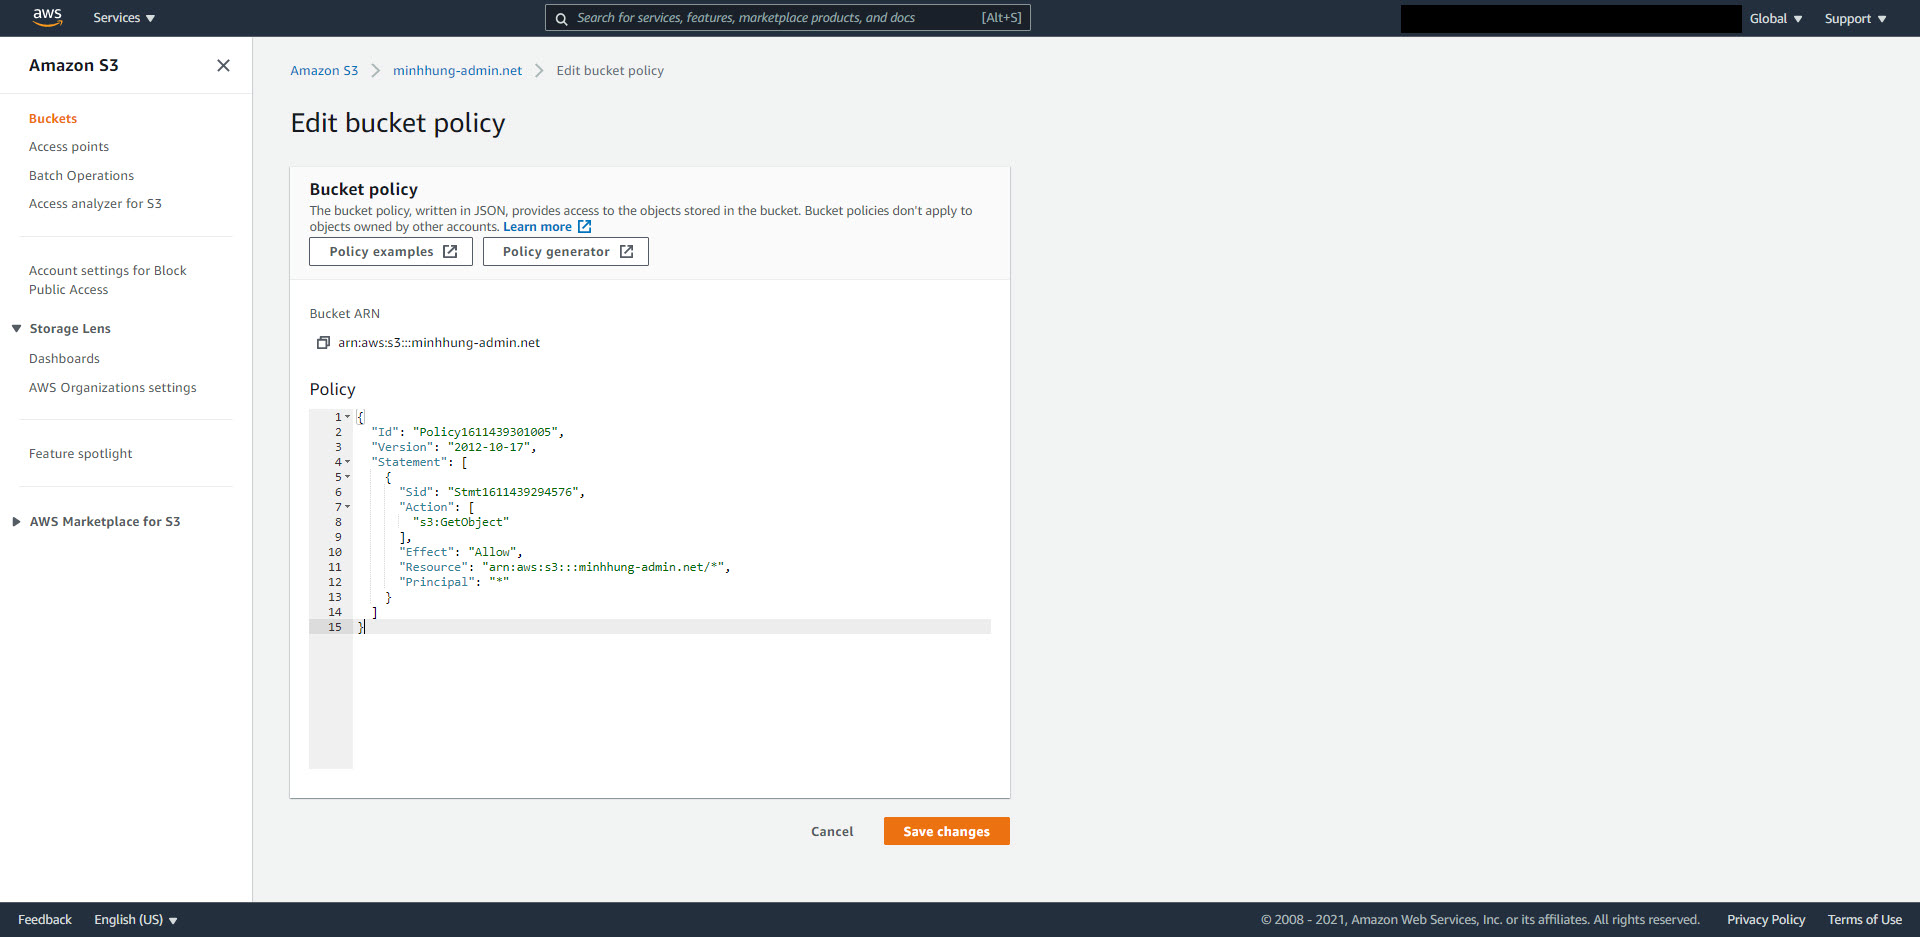 aws
Services
Search for services, features, marketplace products, and docs [Alt+S]
Global
Support
Amazon S3
Buckets
Access points
Batch Operations
Access analyzer for S3
Account settings for Block
Public Access
Storage Lens
Dashboards
AWS Organizations settings
Feature spotlight
AWS Marketplace for S3
Amazon S3 minhhung-admin.net Edit bucket policy
Edit bucket policy
Bucket policy
The bucket policy, written in JSON, provides access to the objects stored in the bucket. Bucket policies don't apply to
objects owned by other accounts. Learn more
Policy examples
Policy generator
Bucket ARN
arn:aws:s3:::minhhung-admin.net
Policy
1 {
2 "Id": "Policy1611439301005",
3 "Version": "2012-10-17",
4 "Statement": [
5 {
6 "Sid": "Stmt1611439294576",
7 "Action": [
8 "s3:GetObject"
9 ],
10 "Effect": "Allow",
11 "Resource": "arn:aws:s3:::minhhung-admin.net/*",
12 "Principal": "*"
13 }
14 ]
15 }
Cancel
Save changes
Feedback
English (US)
© 2008 - 2021, Amazon Web Services, Inc. or its affiliates. All rights reserved.
Privacy Policy
Terms of Use